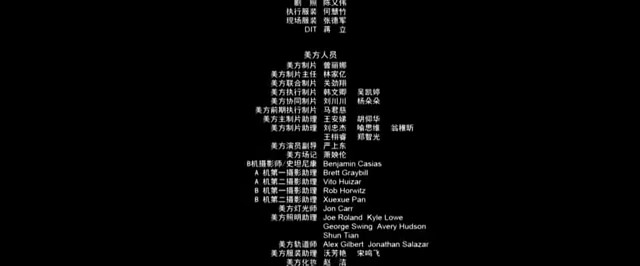 剧 照 陈义伟
执行服装 何慧竹
现场服装 张德军
DIT 蒋 立
美方人员
美方制片 曾丽娜
美方制片主任 林家亿
美方联合制片 关劲翔
美方执行制片 韩文卿 吴凯婷
美方协同制片 刘川川 杨朵朵
美方前期执行制片 马君慈
美方主制片助理 王安娣 胡仰华
美方制片助理 刘忠杰 喻思维 翁稚昕
王栩睿 郑智光
美方演员副导 严上东
美方场记 萧映伦
B机摄影师/史坦尼康 Benjamin Casias
A 机第一摄影助理 Brett Graybill
A 机第二摄影助理 Vito Huizar
B 机第一摄影助理 Rob Horwitz
B 机第二摄影助理 Xuexue Pan
美方灯光师 Jon Carr
美方照明助理 Joe Roland Kyle Lowe
George Swing Avery Hudson
Shun Tian
美方轨道师 Alex Gilbert Jonathan Salazar
美方服装助理 沃芳艳 宋鸣飞
美方化妆 赵 洁